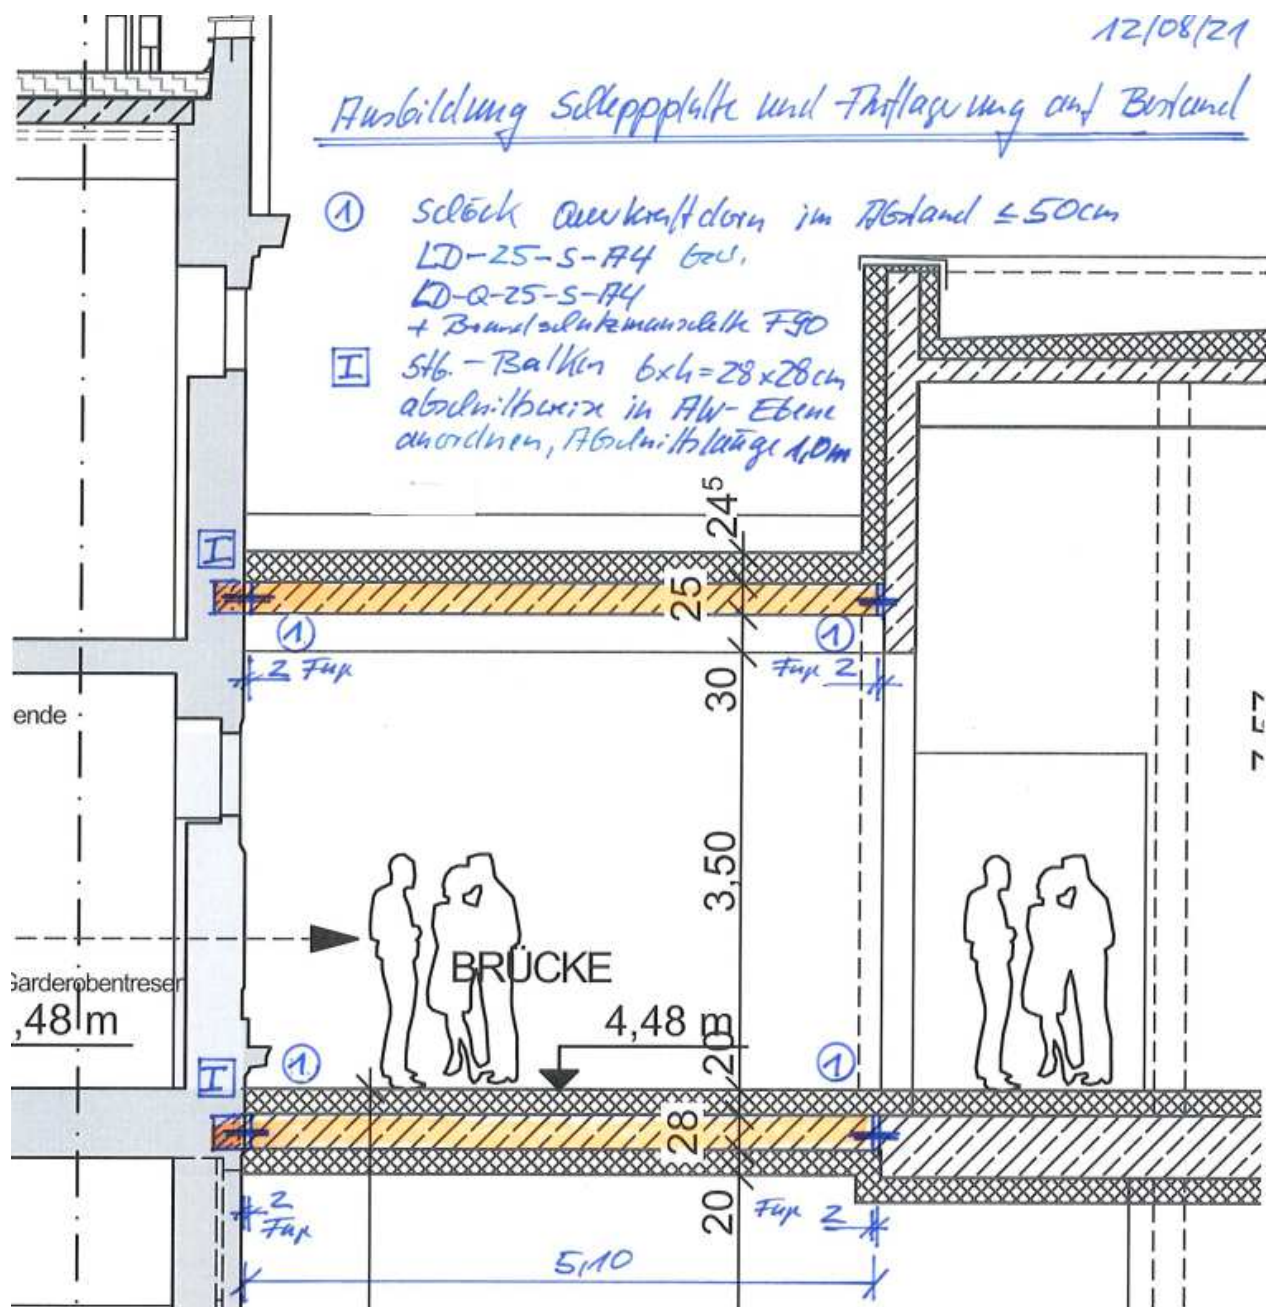 12/08/21
Ausbildung Schleppplatte und Auflagerung auf Bestand
1 Schöck Querkraftdorn im Abstand ≤ 50cm
LD-25-S-A4 bzw.
LD-Q-25-S-A4
+ Brandschutzmanschette F90
I Stb.-Balken bxh=28x28cm
abschnittsweise in AW-Ebene
anordnen, Abschnittslänge 1,0m
24⁵
I
25
1. 1.
2 Fuge Fuge 2
30
ende
3,50
BRÜCKE
Garderobentresen
,48 m
4,48 m
20
I 1. 1.
28
2 Fuge
Fuge 2
20
5,10